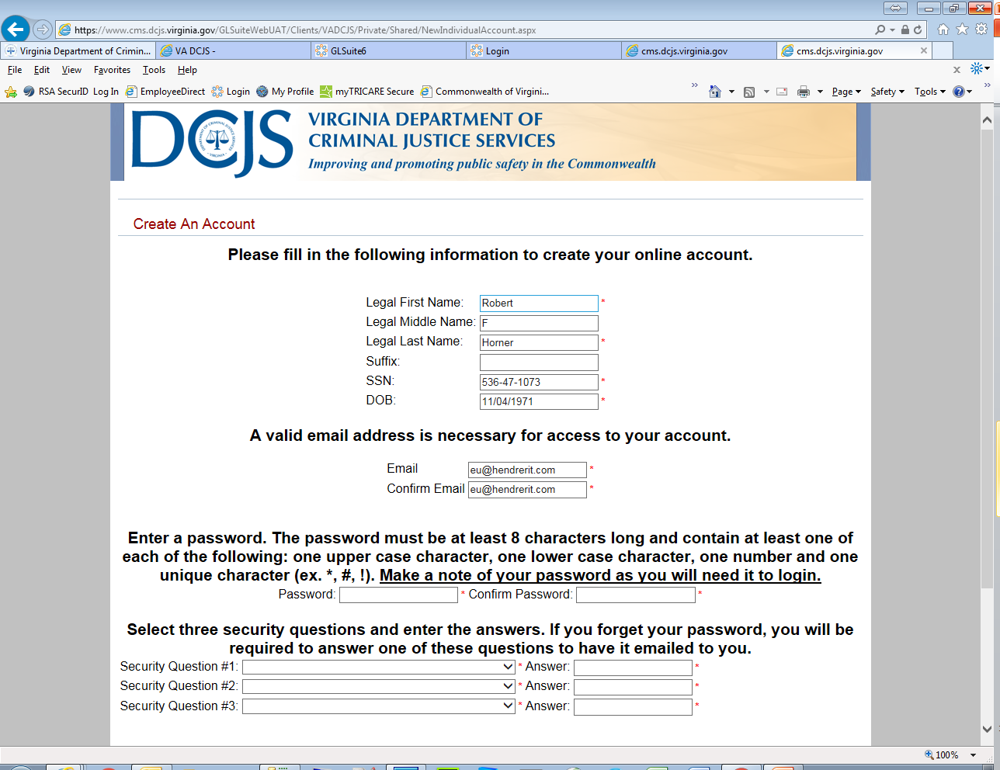 https://www.cms.dcjs.virginia.gov/GLSuiteWebUAT/Clients/VADCJS/Private/Shared/NewIndividualAccount.aspx
Virginia Department of Crimin... VA DCJS - GLSuite6 Login cms.dcjs.virginia.gov cms.dcjs.virginia.gov
File Edit View Favorites Tools Help
RSA SecurID Log In EmployeeDirect Login My Profile myTRICARE Secure Commonwealth of Virgini... Page Safety Tools
DCJS
VIRGINIA DEPARTMENT OF
CRIMINAL JUSTICE SERVICES
Improving and promoting public safety in the Commonwealth
Create An Account
Please fill in the following information to create your online account.
Legal First Name: Robert *
Legal Middle Name: F
Legal Last Name: Horner *
Suffix:
SSN: 536-47-1073 *
DOB: 11/04/1971 *
A valid email address is necessary for access to your account.
Email eu@hendrerit.com *
Confirm Email eu@hendrerit.com *
Enter a password. The password must be at least 8 characters long and contain at least one of
each of the following: one upper case character, one lower case character, one number and one
unique character (ex. *, #, !). Make a note of your password as you will need it to login.
Password: * Confirm Password: *
Select three security questions and enter the answers. If you forget your password, you will be
required to answer one of these questions to have it emailed to you.
Security Question #1: * Answer: *
Security Question #2: * Answer: *
Security Question #3: * Answer: *
100%